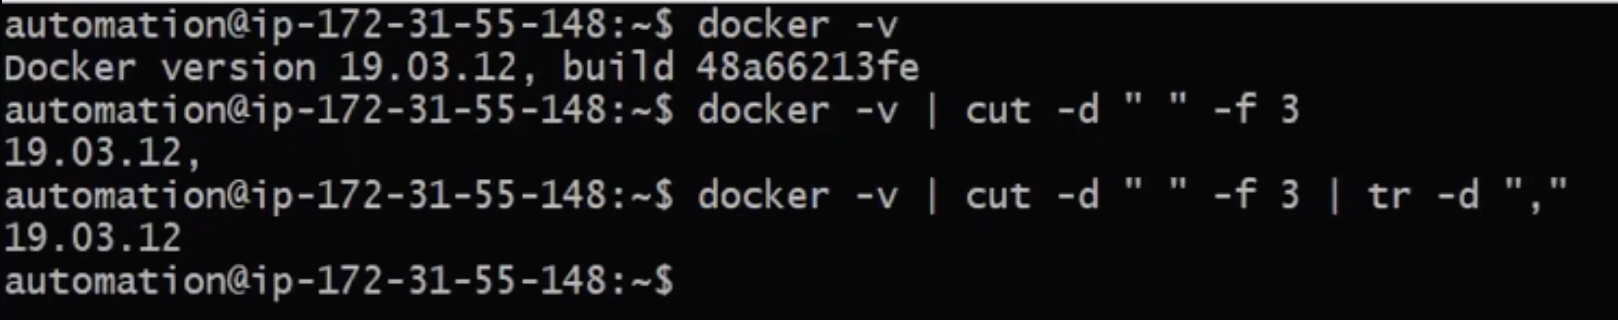 automation@ip-172-31-55-148:~$ docker -v
Docker version 19.03.12, build 48a66213fe
automation@ip-172-31-55-148:~$ docker -v | cut -d " " -f 3
19.03.12,
automation@ip-172-31-55-148:~$ docker -v | cut -d " " -f 3 | tr -d ","
19.03.12
automation@ip-172-31-55-148:~$